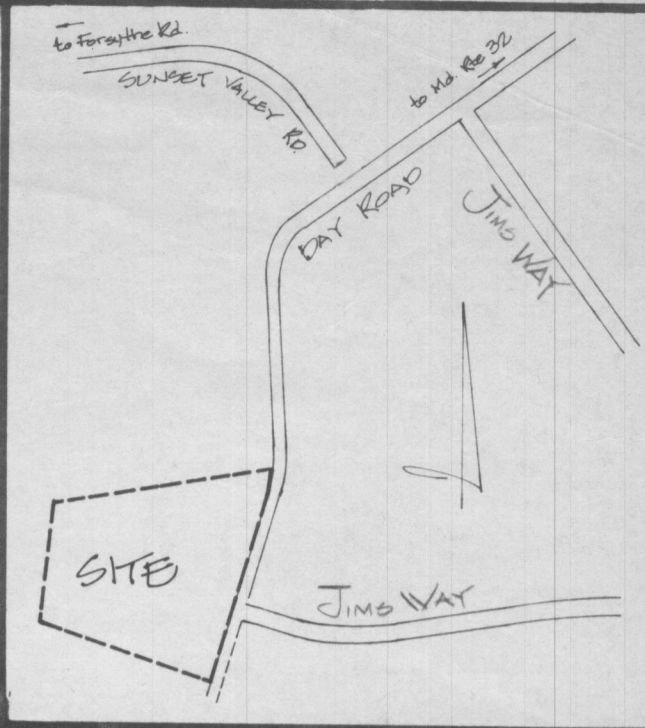 to Forsythe Rd.
SUNSET VALLEY RD.
to Md. Rte 32
DAY ROAD
JIMS WAY
SITE
JIMS WAY